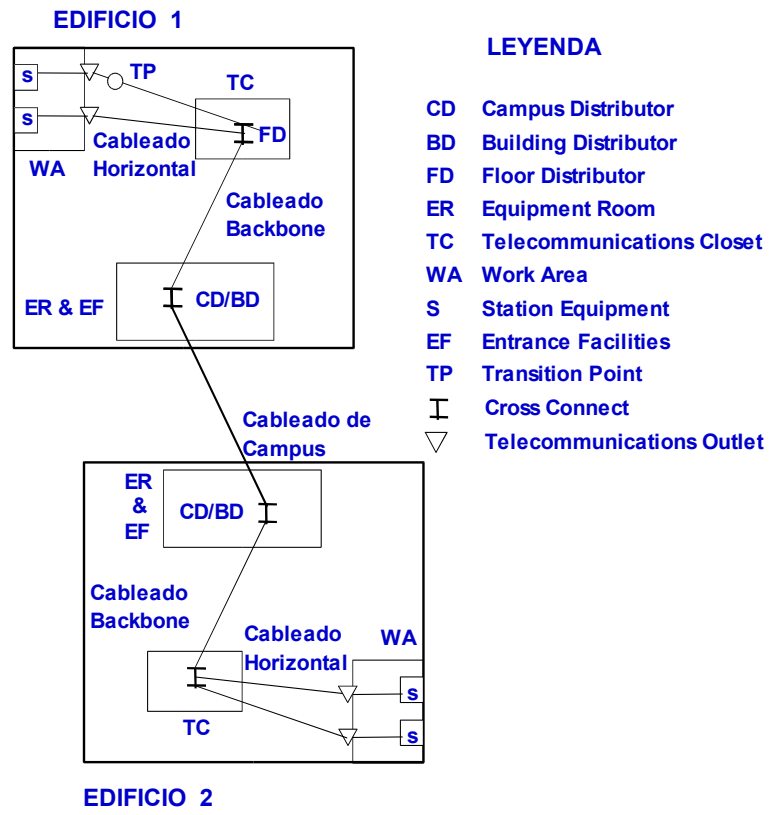 EDIFICIO 1
S
TP
TC
S
FD
Cableado
Horizontal
WA
Cableado
Backbone
ER & EF
CD/BD
Cableado de
Campus
ER
&
EF
CD/BD
Cableado
Backbone
Cableado
Horizontal
WA
S
S
TC
EDIFICIO 2
LEYENDA
CD Campus Distributor
BD Building Distributor
FD Floor Distributor
ER Equipment Room
TC Telecommunications Closet
WA Work Area
S Station Equipment
EF Entrance Facilities
TP Transition Point
Cross Connect
Telecommunications Outlet